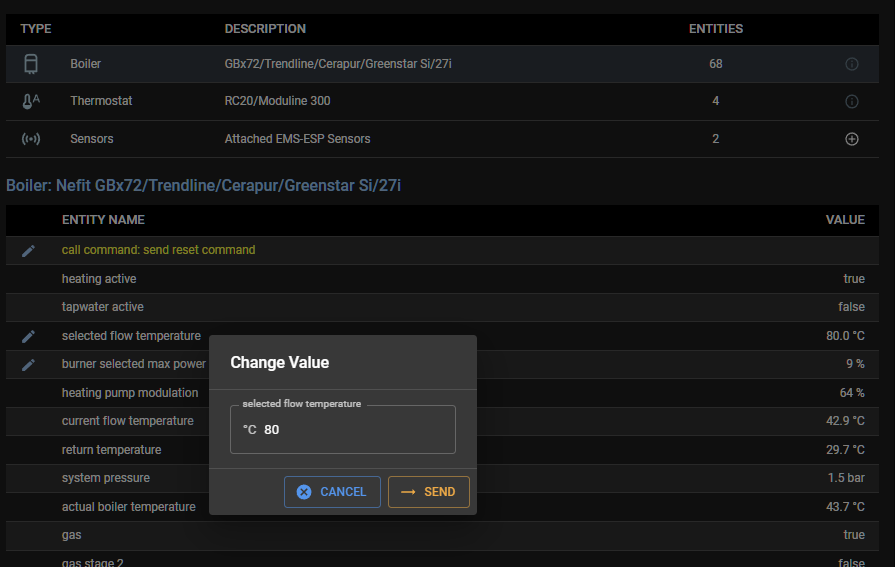 TYPE DESCRIPTION ENTITIES
Boiler GBx72/Trendline/Cerapur/Greenstar Si/27i 68
A Thermostat RC20/Moduline 300 4
Sensors Attached EMS-ESP Sensors 2
Boiler: Nefit GBx72/Trendline/Cerapur/Greenstar Si/27i
ENTITY NAME VALUE
call command: send reset command
heating active true
tapwater active false
selected flow temperature 80.0 °C
burner selected max power 9 %
heating pump modulation 64 %
current flow temperature 42.9 °C
return temperature 29.7 °C
system pressure 1.5 bar
actual boiler temperature 43.7 °C
gas true
gas stage 2 false
Change Value
selected flow temperature
°C 80
CANCEL SEND